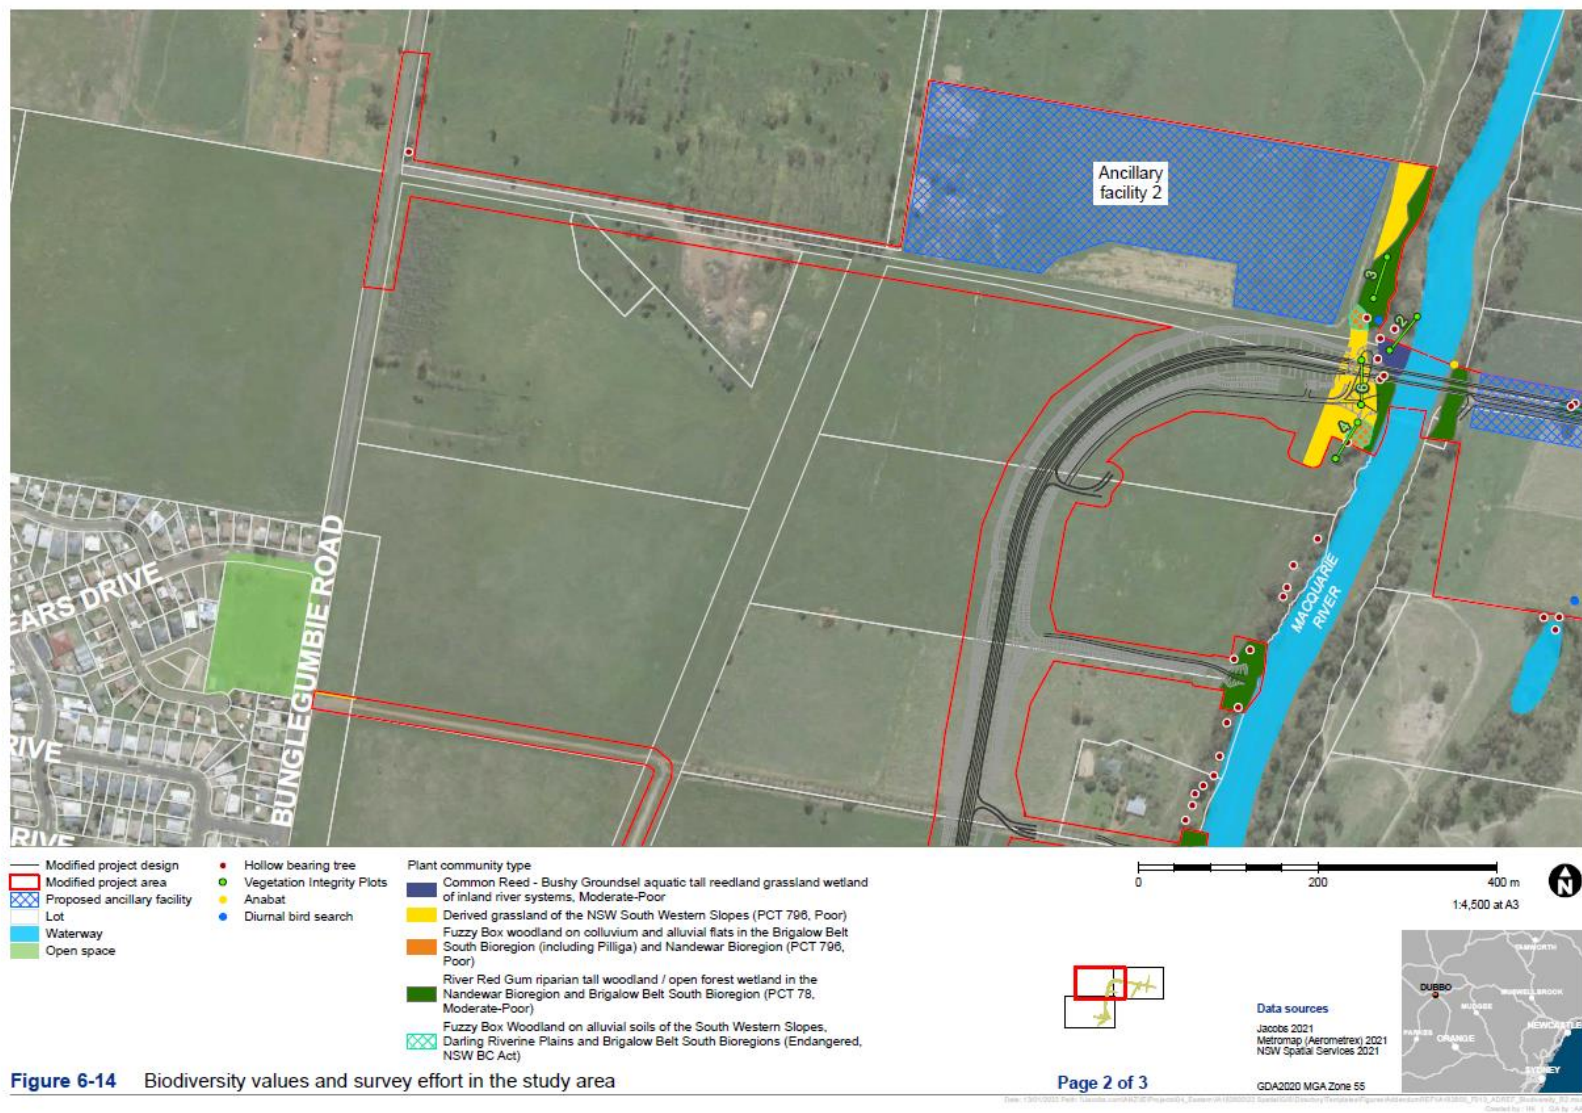 Ancillary
facility 2
3
2
6
4
MACQUARIE
RIVER
EARS DRIVE
BUNGLEGUMBIE ROAD
RIVE
RIVE
Modified project design
Modified project area
Proposed ancillary facility
Lot
Waterway
Open space
Hollow bearing tree
Vegetation Integrity Plots
Anabat
Diurnal bird search
Plant community type
Common Reed - Bushy Groundsel aquatic tall reedland grassland wetland
of inland river systems, Moderate-Poor
Derived grassland of the NSW South Western Slopes (PCT 796, Poor)
Fuzzy Box woodland on colluvium and alluvial flats in the Brigalow Belt
South Bioregion (including Pilliga) and Nandewar Bioregion (PCT 796,
Poor)
River Red Gum riparian tall woodland / open forest wetland in the
Nandewar Bioregion and Brigalow Belt South Bioregion (PCT 78,
Moderate-Poor)
Fuzzy Box Woodland on alluvial soils of the South Western Slopes,
Darling Riverine Plains and Brigalow Belt South Bioregions (Endangered,
NSW BC Act)
0 200 400 m
N
1:4,500 at A3
TAMWORTH
DUBBO
MUSWELLBROOK
MUDGEE
PARKES
NEWCASTLE
ORANGE
SYDNEY
Data sources
Jacobs 2021
Metromap (Aerometrex) 2021
NSW Spatial Services 2021
GDA2020 MGA Zone 55
Page 2 of 3
Figure 6-14 Biodiversity values and survey effort in the study area